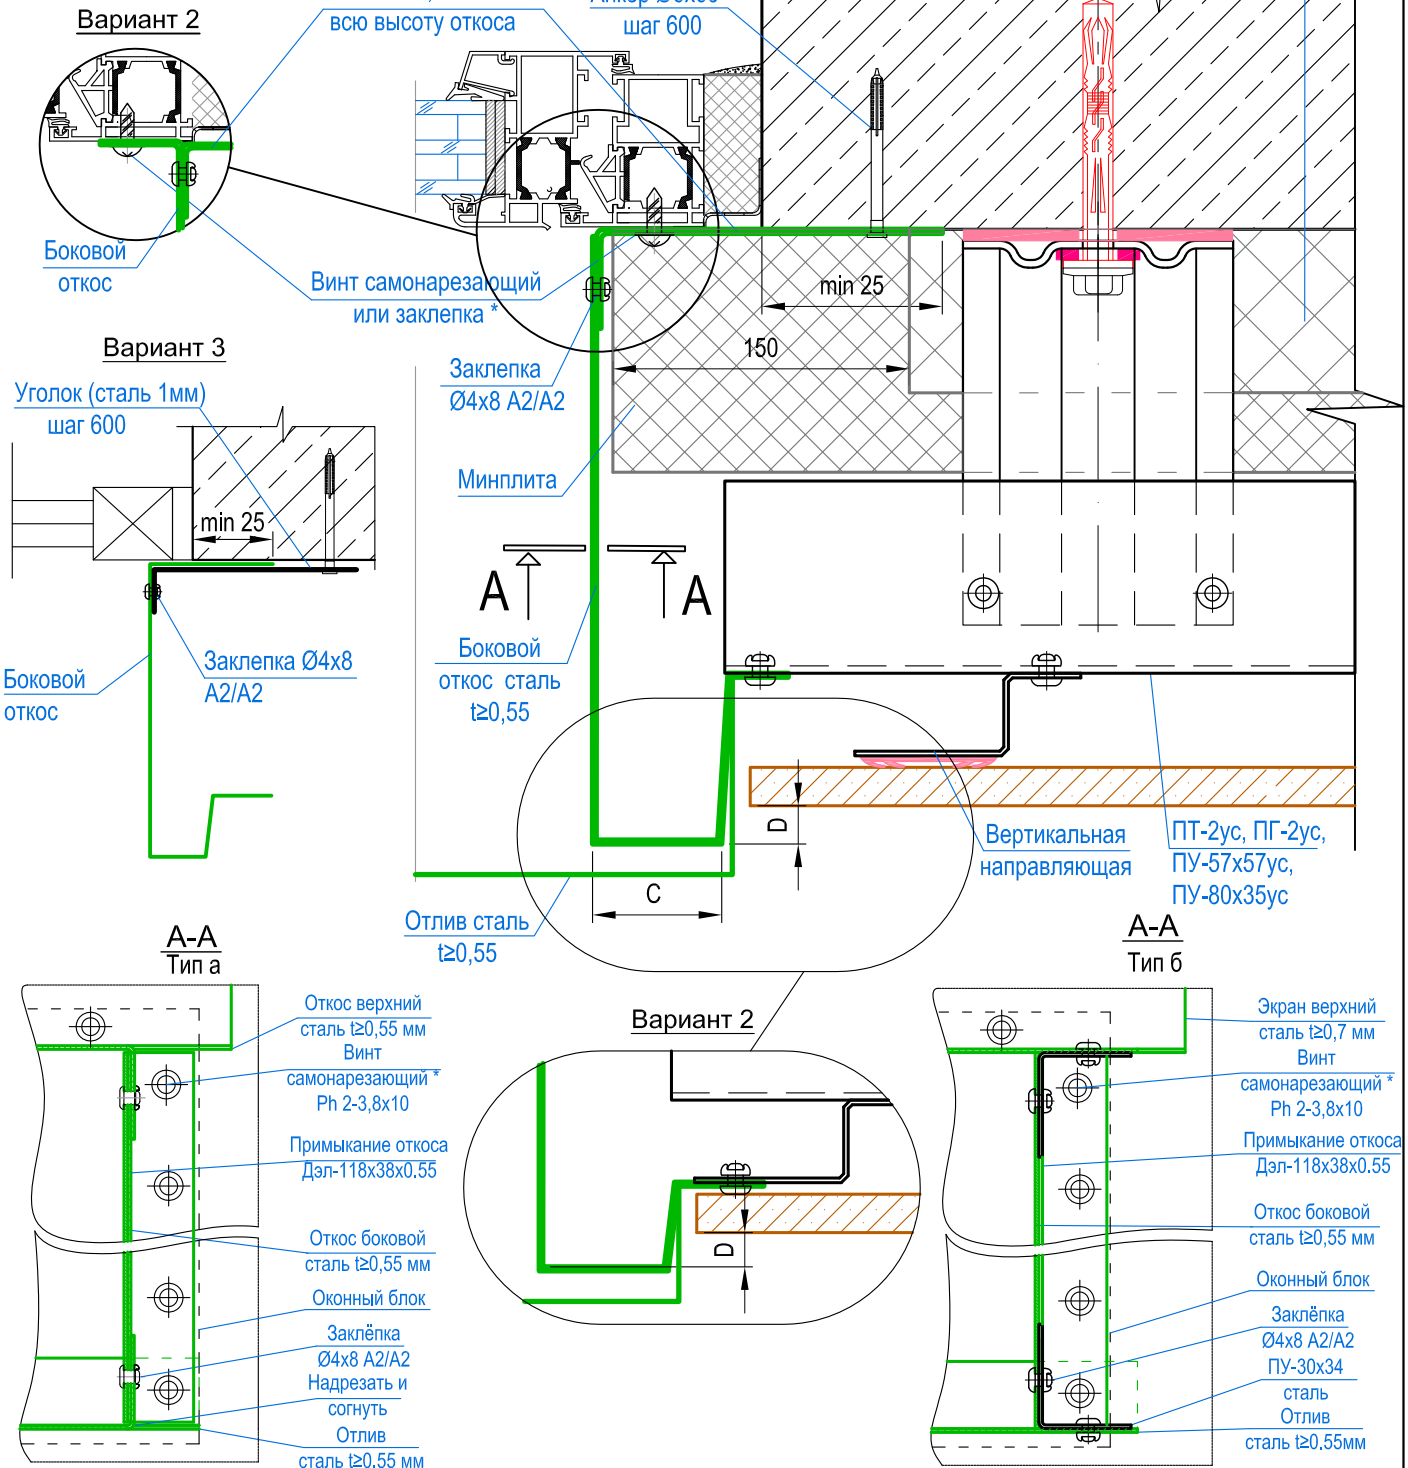 Вариант 2
всю высоту откоса
шаг 600
Боковой
откос
Винт самонарезающий
или заклепка *
min 25
150
Вариант 3
Уголок (сталь 1мм)
шаг 600
min 25
Заклепка
Ø4x8 A2/A2
Минплита
А
А
Боковой
откос
Заклепка Ø4x8
A2/A2
Боковой
откос сталь
t≥0,55
D
Вертикальная
направляющая
ПТ-2ус, ПГ-2ус,
ПУ-57x57ус,
ПУ-80x35ус
C
Отлив сталь
t≥0,55
А-А
Тип а
Откос верхний
сталь t≥0,55 мм
Винт
самонарезающий *
Ph 2-3,8x10
Примыкание откоса
Дэл-118x38x0.55
Откос боковой
сталь t≥0,55 мм
Оконный блок
Заклёпка
Ø4x8 A2/A2
Надрезать и
согнуть
Отлив
сталь t≥0,55 мм
Вариант 2
D
А-А
Тип б
Экран верхний
сталь t≥0,7 мм
Винт
самонарезающий *
Ph 2-3,8x10
Примыкание откоса
Дэл-118x38x0.55
Откос боковой
сталь t≥0,55 мм
Оконный блок
Заклёпка
Ø4x8 A2/A2
ПУ-30x34
сталь
Отлив
сталь t≥0,55мм